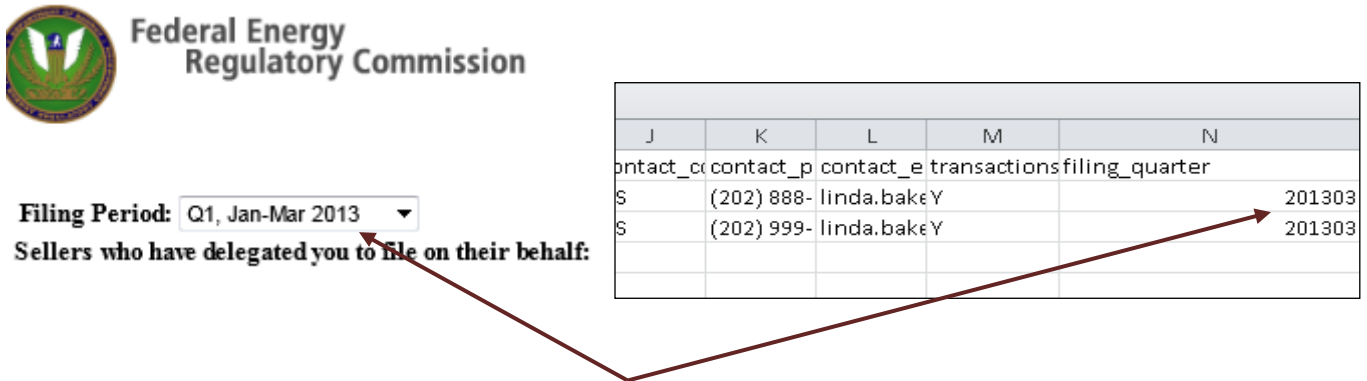 Federal Energy
Regulatory Commission
Filing Period: Q1, Jan-Mar 2013
Sellers who have delegated you to file on their behalf:
J K L M N
ontact_co contact_p contact_e transactions filing_quarter
S (202) 888- linda.bake Y 201303
S (202) 999- linda.bake Y 201303